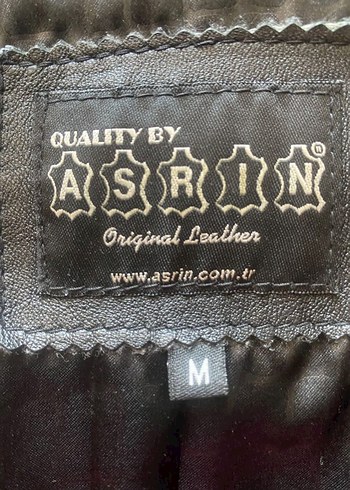 QUALITY BY
ASRIN
Original Leather
www.asrin.com.tr
M